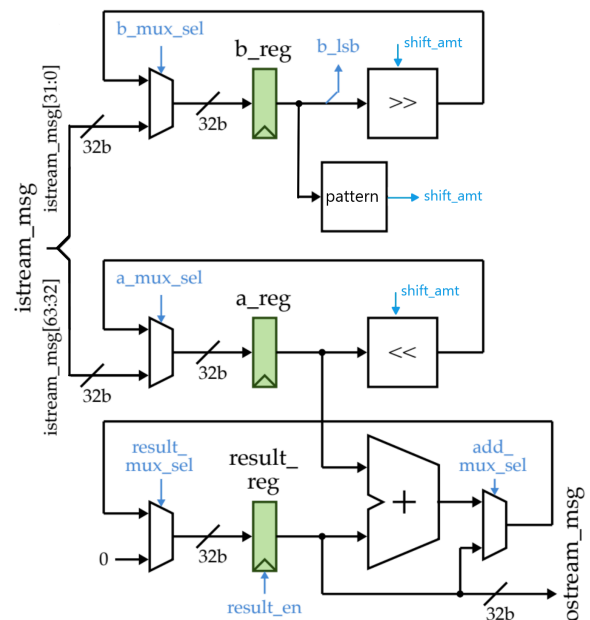 b_mux_sel
b_reg
b_lsb
shift_amt
>>
32b
istream_msg[31:0]
32b
pattern
shift_amt
istream_msg
a_mux_sel
a_reg
shift_amt
<<
32b
istream_msg[63:32]
32b
result_
mux_sel
result_
reg
add_
mux_sel
+
32b
0
result_en
32b
ostream_msg